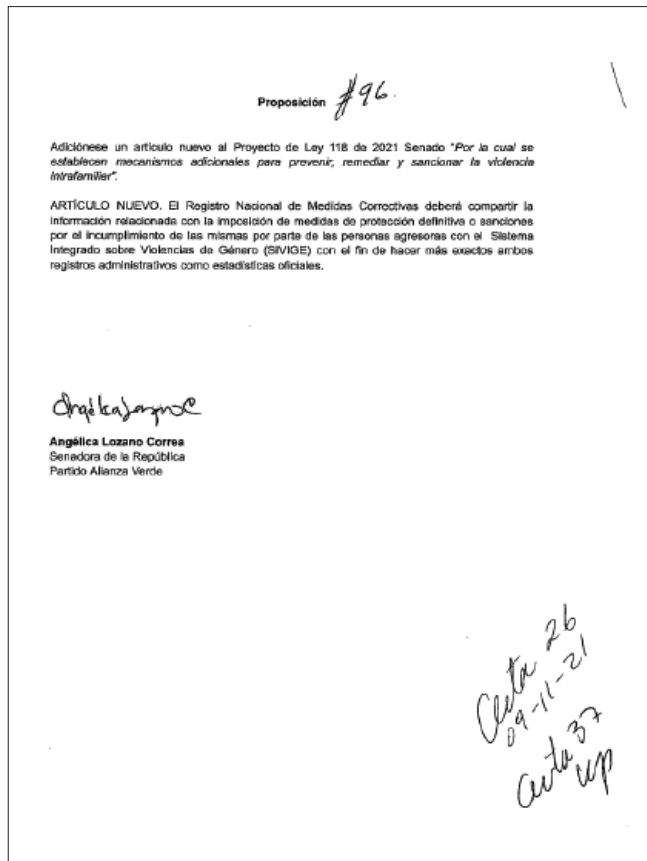 Proposición #96.
Adiciónese un artículo nuevo al Proyecto de Ley 118 de 2021 Senado "Por la cual se
establecen mecanismos adicionales para prevenir, remediar y sancionar la violencia
intrafamiliar".
ARTÍCULO NUEVO. El Registro Nacional de Medidas Correctivas deberá compartir la
información relacionada con la imposición de medidas de protección definitiva o sanciones
por el incumplimiento de las mismas por parte de las personas agresoras con el Sistema
Integrado sobre Violencias de Género (SIVIGE) con el fin de hacer más exactos ambos
registros administrativos como estadísticas oficiales.
Angélica Lozano C
Angélica Lozano Correa
Senadora de la República
Partido Alianza Verde
Acta 26
09-11-21
Acta 37